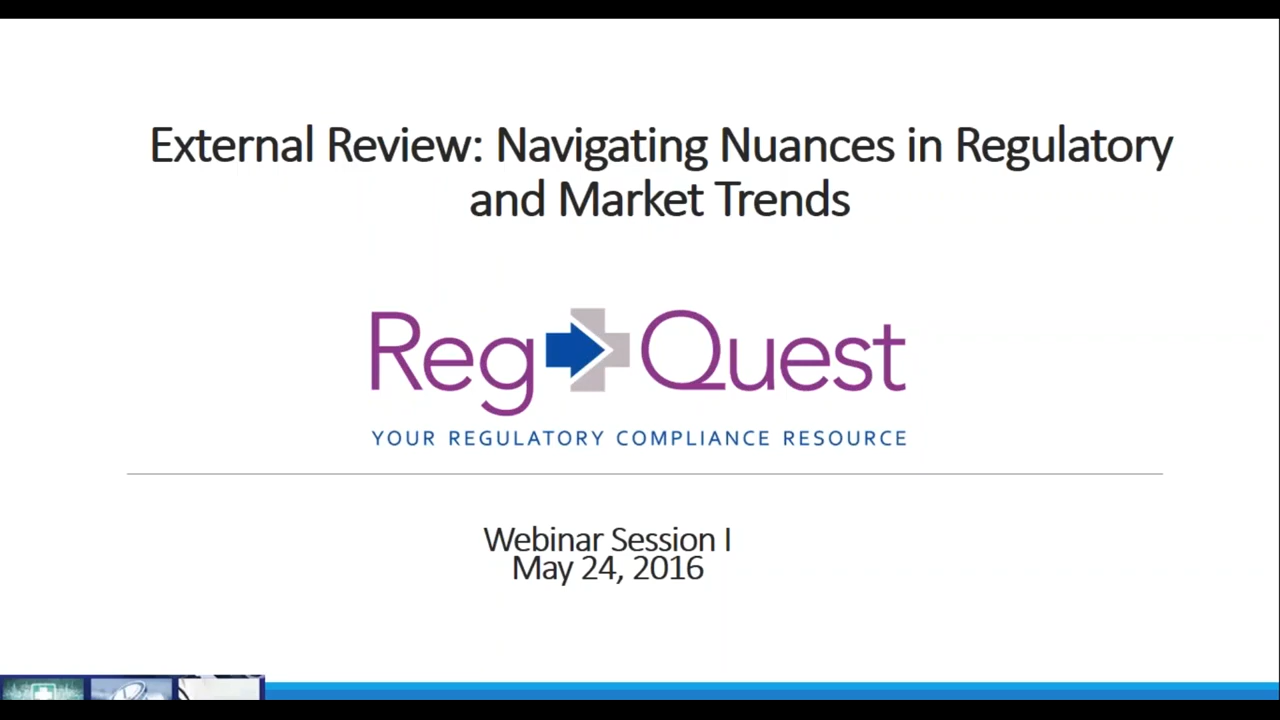 External Review: Navigating Nuances in Regulatory
and Market Trends
Reg Quest
YOUR REGULATORY COMPLIANCE RESOURCE
Webinar Session I
May 24, 2016